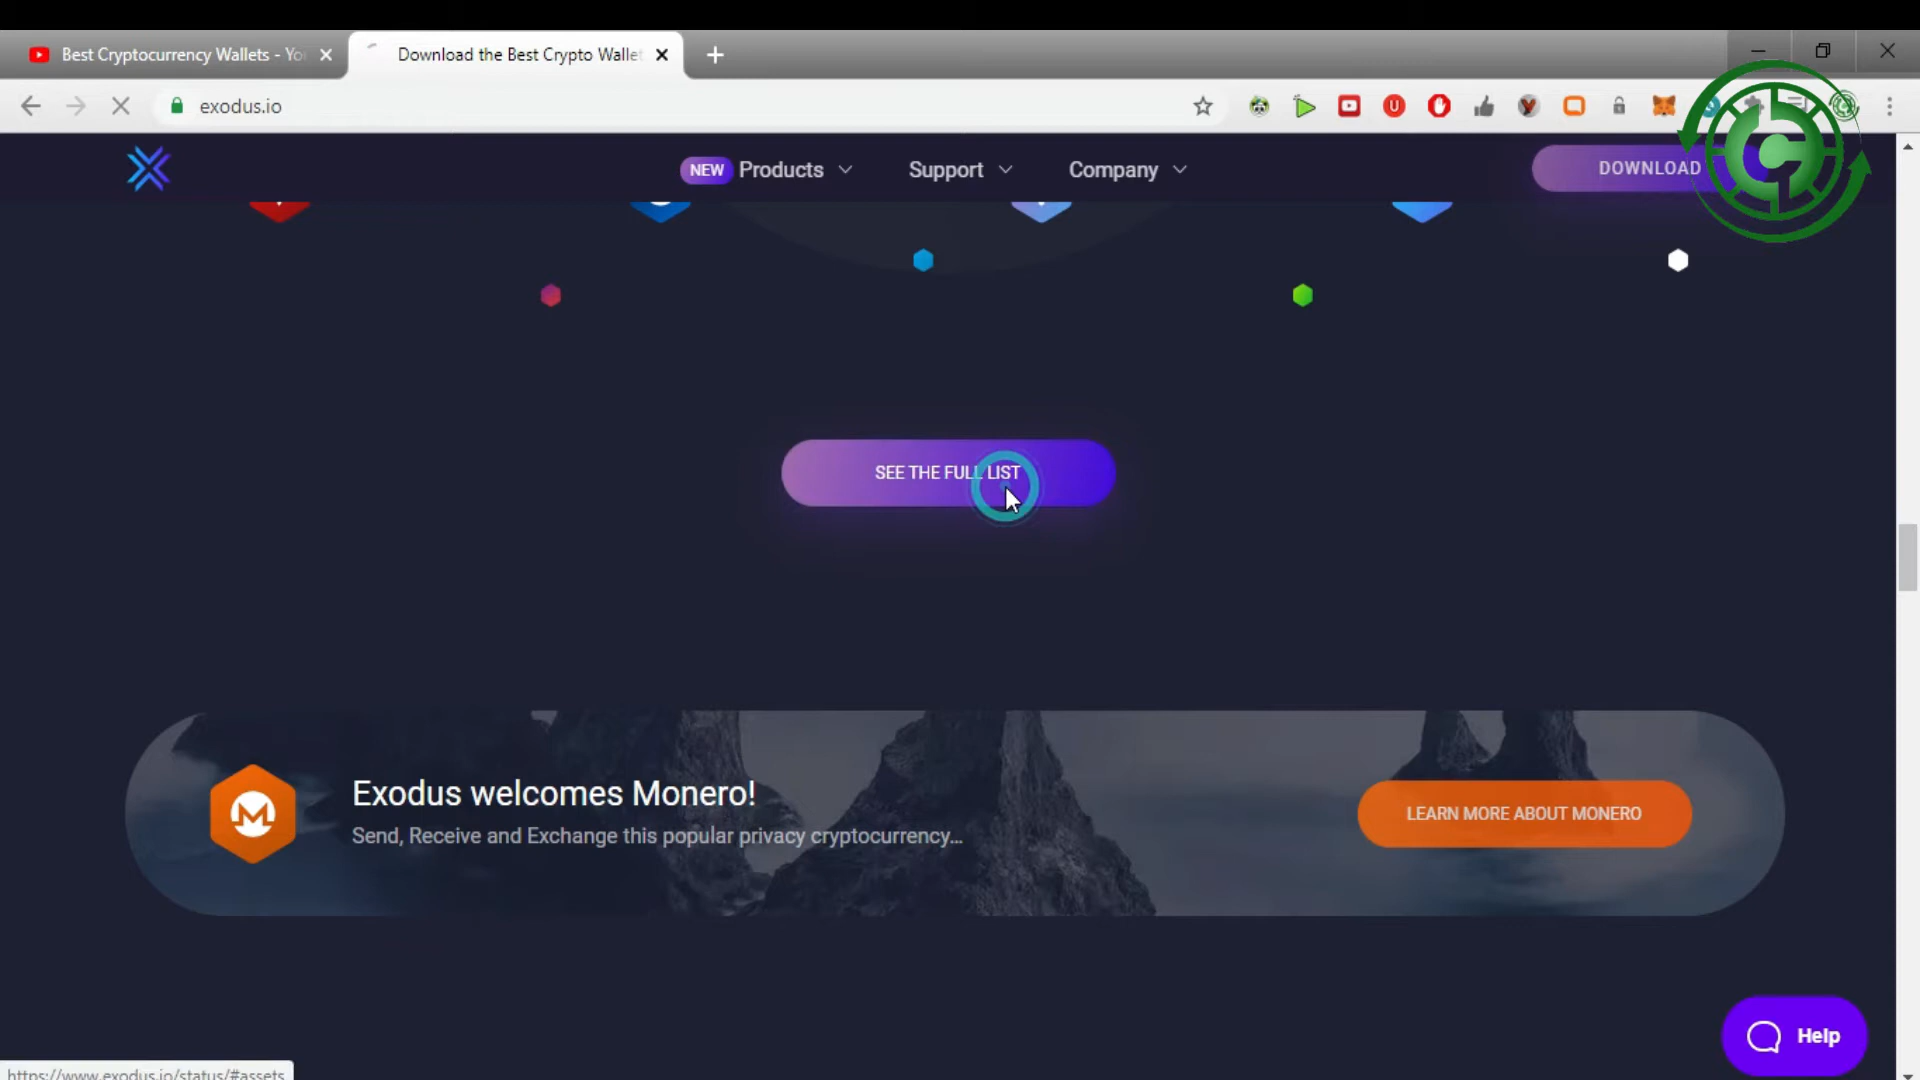 Best Cryptocurrency Wallets - Yo
Download the Best Crypto Wallet
exodus.io
NEW Products
Support
Company
DOWNLOAD
SEE THE FULL LIST
Exodus welcomes Monero!
Send, Receive and Exchange this popular privacy cryptocurrency...
LEARN MORE ABOUT MONERO
Help
https://www.exodus.io/status/#assets